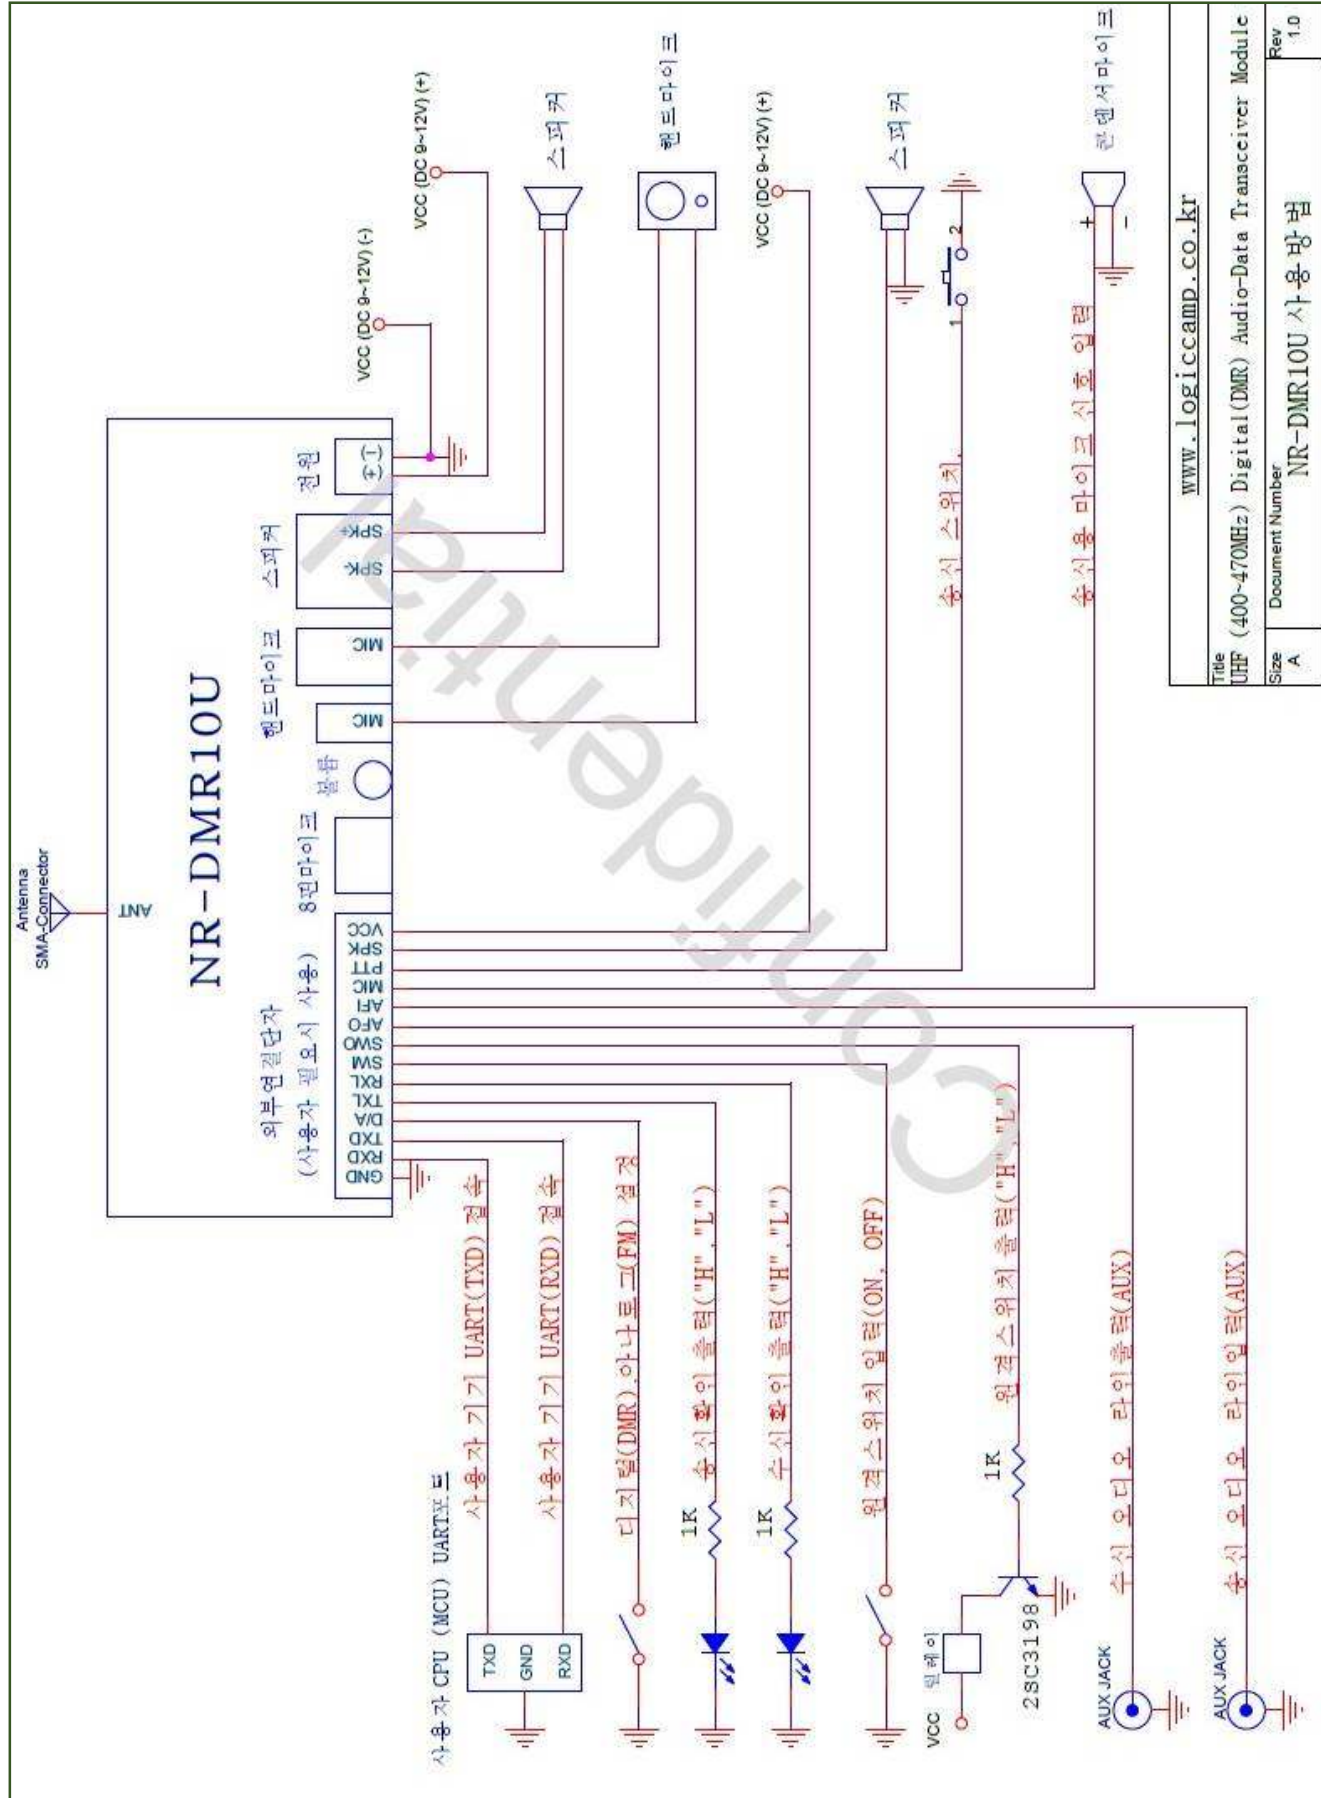 Antenna
SMA-Connector
ANT
NR-DMR10U
외부연결단자
(사용자 필요시 사용)
8핀마이크
볼륨
핸드마이크
스피커
전원
GND
RXD
TXD
D/A
TXL
RXL
SWI
SWO
AFO
AFI
MIC
PTT
SPK
VCC
MIC
MIC
SPK-
SPK+
(+)
(-)
VCC (DC 9~12V) (-)
VCC (DC 9~12V) (+)
스피커
핸드마이크
VCC (DC 9~12V) (+)
스피커
송신 스위치.
1
2
송신용 마이크 신호 입력
+
-
콘덴서마이크
사용자 CPU (MCU) UART포트
TXD
GND
RXD
사용자 기기 UART(TXD) 접속
사용자 기기 UART(RXD) 접속
디지털(DMR).아나로그(FM) 설정
1K
송신확인 출력("H"."L")
1K
수신확인 출력("H"."L")
원격스위치 입력(ON. OFF)
VCC
릴레이
2SC3198
1K
원격스위치 출력("H"."L")
AUX JACK
수신 오디오 라인출력(AUX)
AUX JACK
송신 오디오 라인입력(AUX)
Confidential
www.logiccamp.co.kr
Title
UHF (400~470MHz) Digital(DMR) Audio-Data Transceiver Module
Size
A
Document Number
NR-DMR10U 사용방법
Rev
1.0